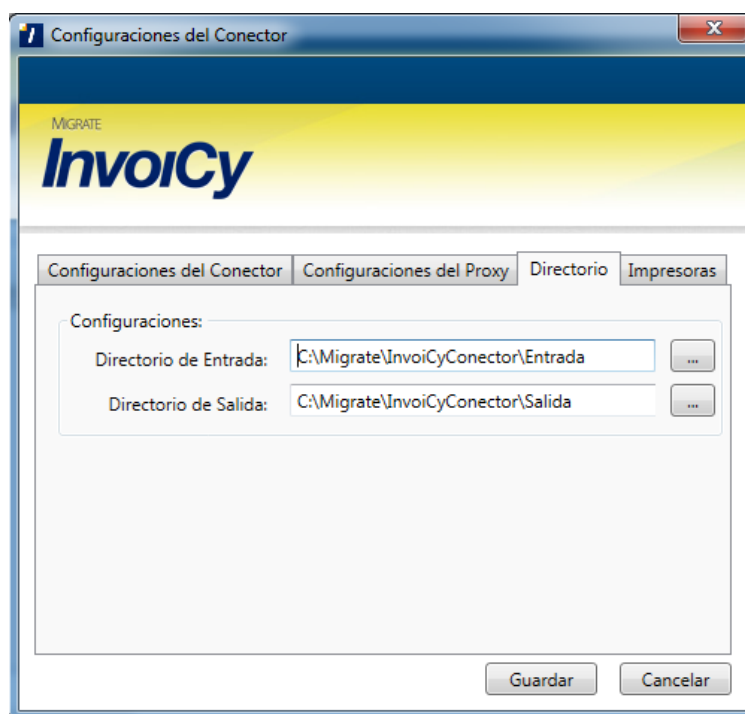 Configuraciones del Conector
MIGRATE
InvoiCy
Configuraciones del Conector Configuraciones del Proxy Directorio Impresoras
Configuraciones:
Directorio de Entrada: C:\Migrate\InvoiCyConector\Entrada ...
Directorio de Salida: C:\Migrate\InvoiCyConector\Salida ...
Guardar Cancelar